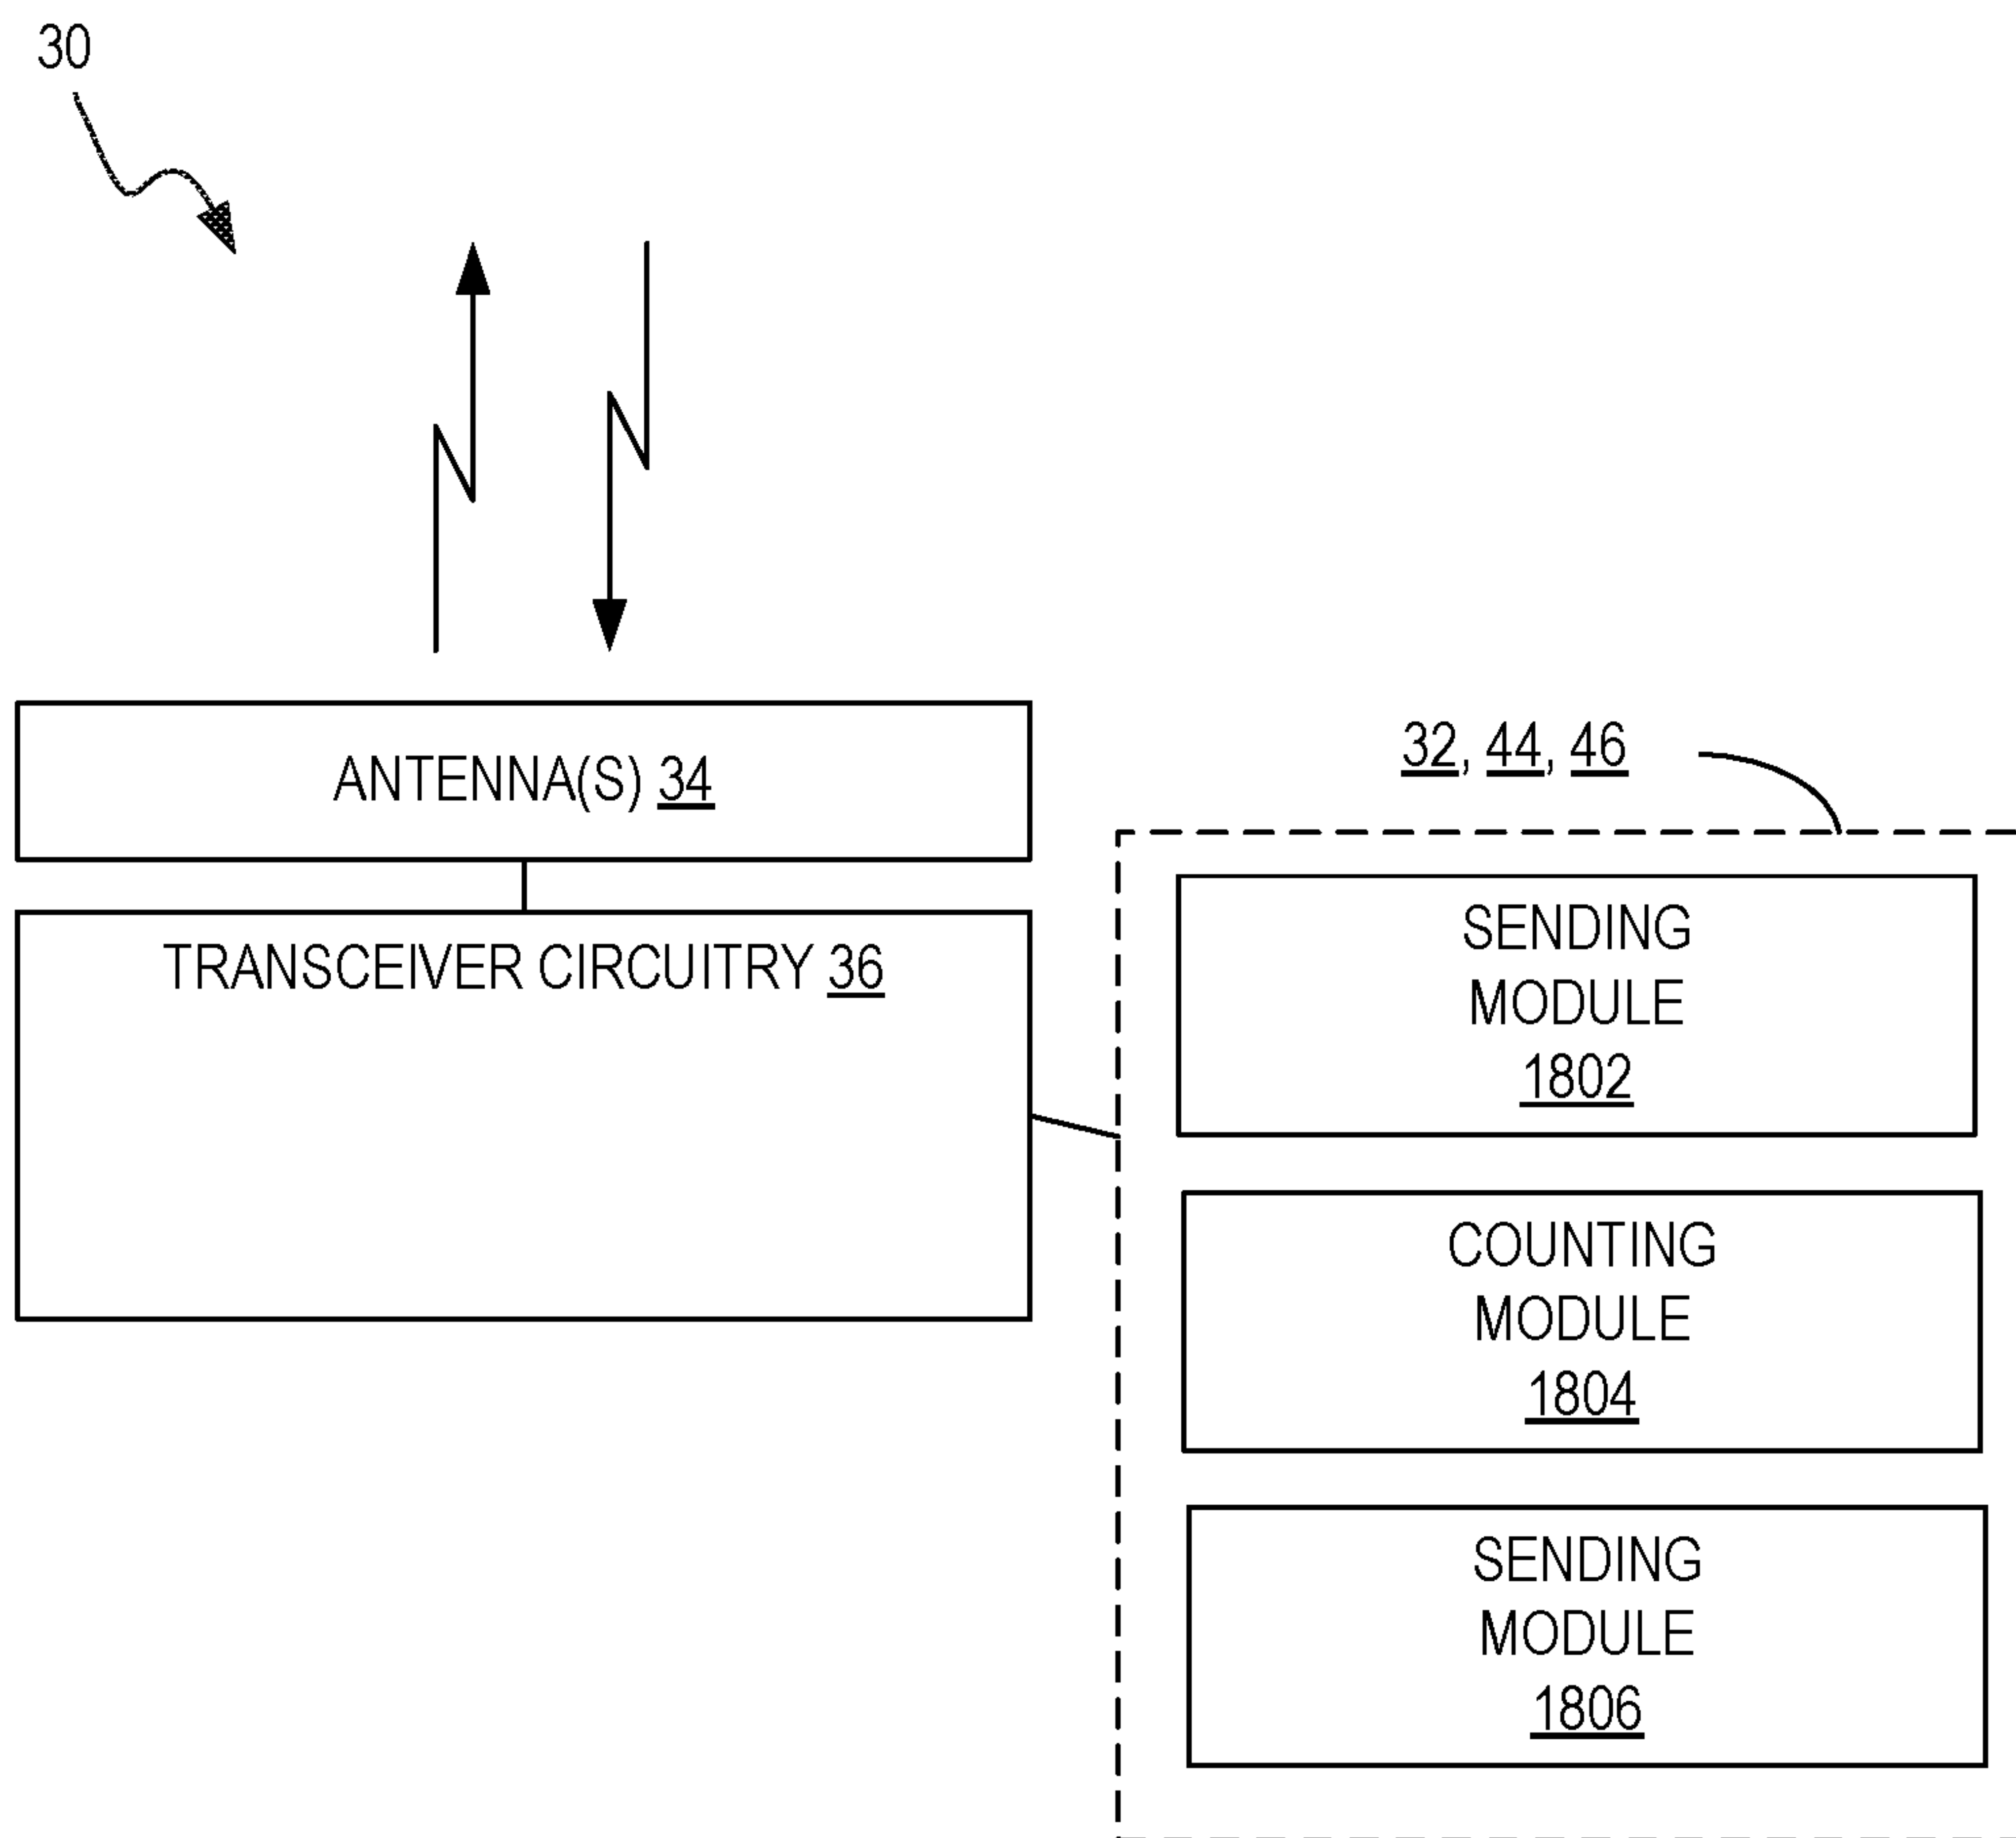 30
ANTENNA(S) 34
32, 44, 46
TRANSCEIVER CIRCUITRY 36
SENDING
MODULE
1802
COUNTING
MODULE
1804
SENDING
MODULE
1806